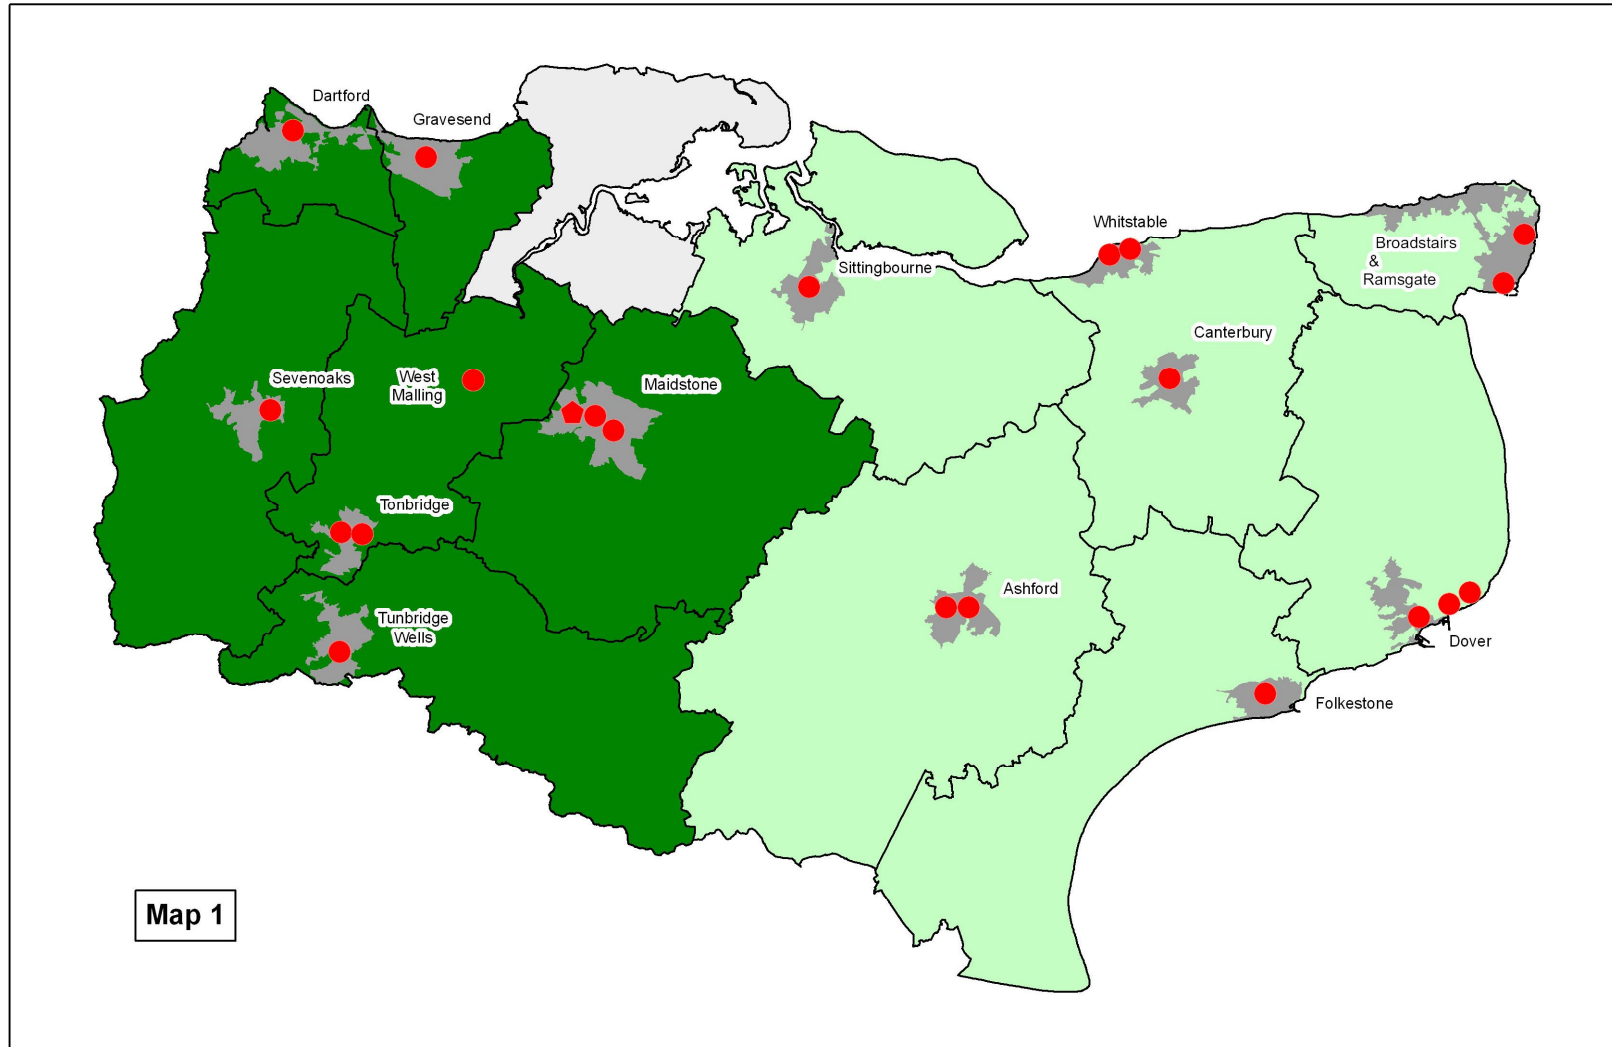 Dartford
Gravesend
Whitstable
Broadstairs
&
Ramsgate
Sittingbourne
Canterbury
Sevenoaks
West
Malling
Maidstone
Tonbridge
Ashford
Tunbridge
Wells
Dover
Folkestone
Map 1